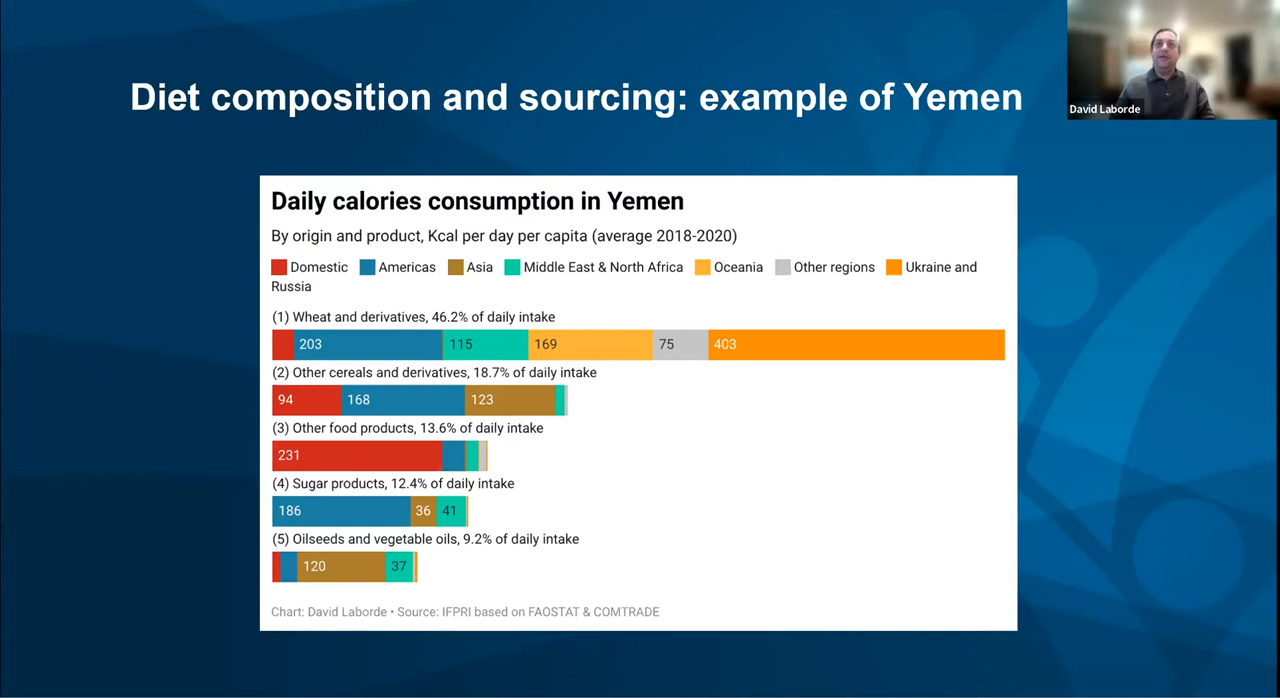 Diet composition and sourcing: example of Yemen
David Laborde
Daily calories consumption in Yemen
By origin and product, Kcal per day per capita (average 2018-2020)
Domestic Americas Asia Middle East & North Africa Oceania Other regions Ukraine and
Russia
(1) Wheat and derivatives, 46.2% of daily intake
203 115 169 75 403
(2) Other cereals and derivatives, 18.7% of daily intake
94 168 123
(3) Other food products, 13.6% of daily intake
231
(4) Sugar products, 12.4% of daily intake
186 36 41
(5) Oilseeds and vegetable oils, 9.2% of daily intake
120 37
Chart: David Laborde • Source: IFPRI based on FAOSTAT & COMTRADE